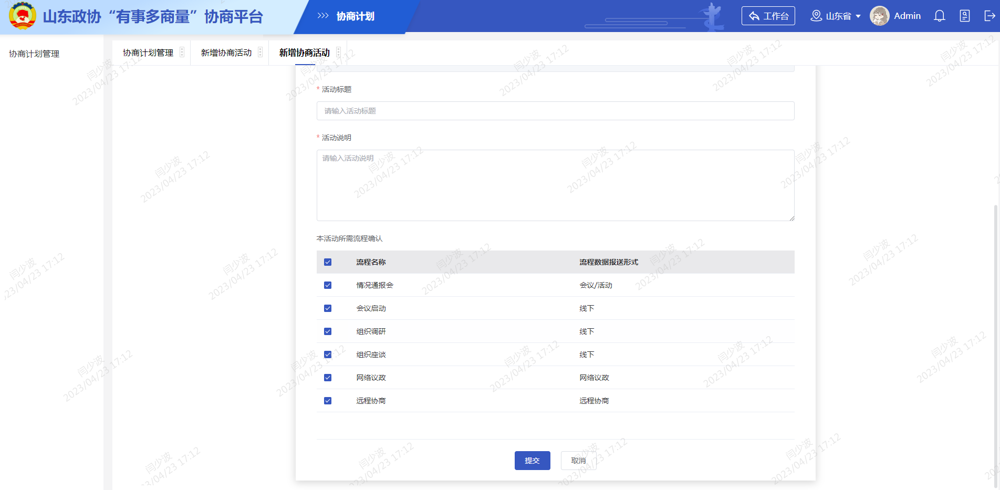 山东政协“有事多商量”协商平台
协商计划
工作台
山东省
Admin
协商计划管理
协商计划管理
新增协商活动
新增协商活动
* 活动标题
请输入活动标题
* 活动说明
请输入活动说明
本活动所需流程确认
流程名称 流程数据报送形式
情况通报会 会议/活动
会议启动 线下
组织调研 线下
组织座谈 线下
网络议政 网络议政
远程协商 远程协商
提交 取消
闫少波
2023/04/23 17:12